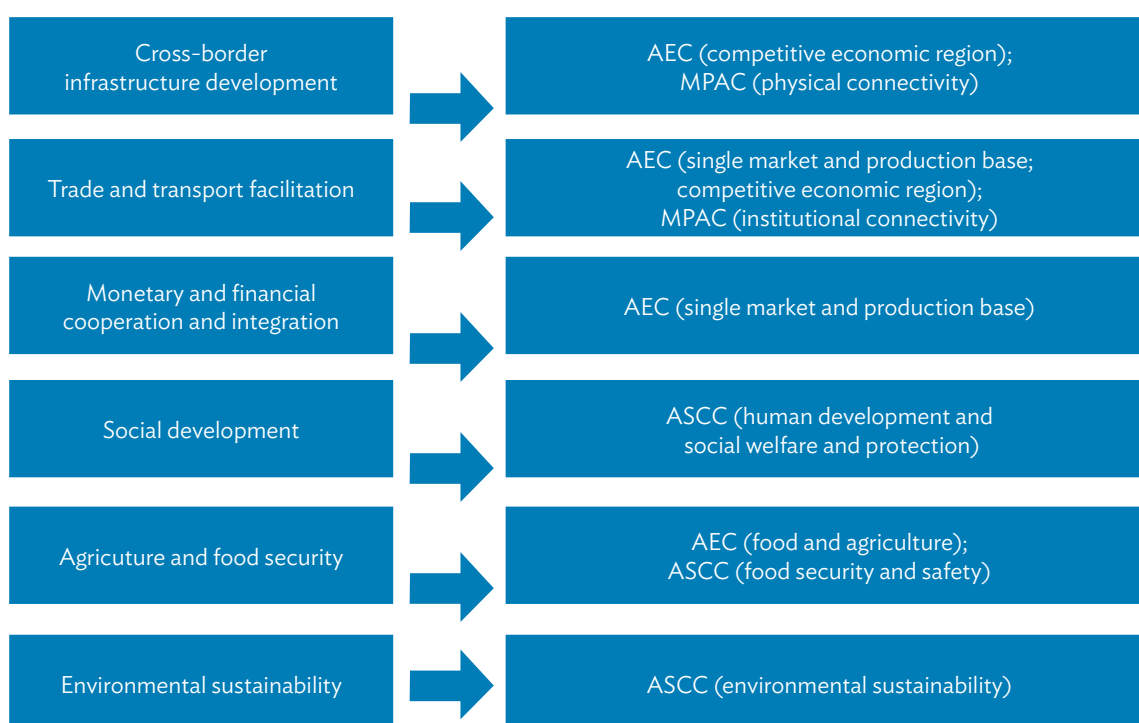 Cross-border
infrastructure development
AEC (competitive economic region);
MPAC (physical connectivity)
Trade and transport facilitation
AEC (single market and production base;
competitive economic region);
MPAC (institutional connectivity)
Monetary and financial
cooperation and integration
AEC (single market and production base)
Social development
ASCC (human development and
social welfare and protection)
Agricuture and food security
AEC (food and agriculture);
ASCC (food security and safety)
Environmental sustainability
ASCC (environmental sustainability)